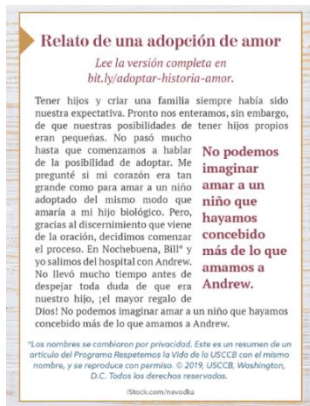 Relato de una adopción de amor
Lee la versión completa en
bit.ly/adoptar-historia-amor.
Tener hijos y criar una familia siempre había sido
nuestra expectativa. Pronto nos enteramos, sin embargo,
de que nuestras posibilidades de tener hijos propios
eran pequeñas. No pasó mucho
hasta que comenzamos a hablar
de la posibilidad de adoptar. Me
pregunté si mi corazón era tan
grande como para amar a un niño
adoptado del mismo modo que
amaría a mi hijo biológico. Pero,
gracias al discernimiento que viene
de la oración, decidimos comenzar
el proceso. En Nochebuena, Bill* y
yo salimos del hospital con Andrew.
No llevó mucho tiempo antes de
despejar toda duda de que era
nuestro hijo, ¡el mayor regalo de
Dios! No podemos imaginar amar a un niño que hayamos
concebido más de lo que amamos a Andrew.
No podemos
imaginar
amar a un
niño que
hayamos
concebido
más de lo que
amamos a
Andrew.
*Los nombres se cambiaron por privacidad. Este es un resumen de un
artículo del Programa Respetemos la Vida de la USCCB con el mismo
nombre, y se reproduce con permiso. © 2019, USCCB, Washington,
D.C. Todos los derechos reservados.
iStock.com/nevodka